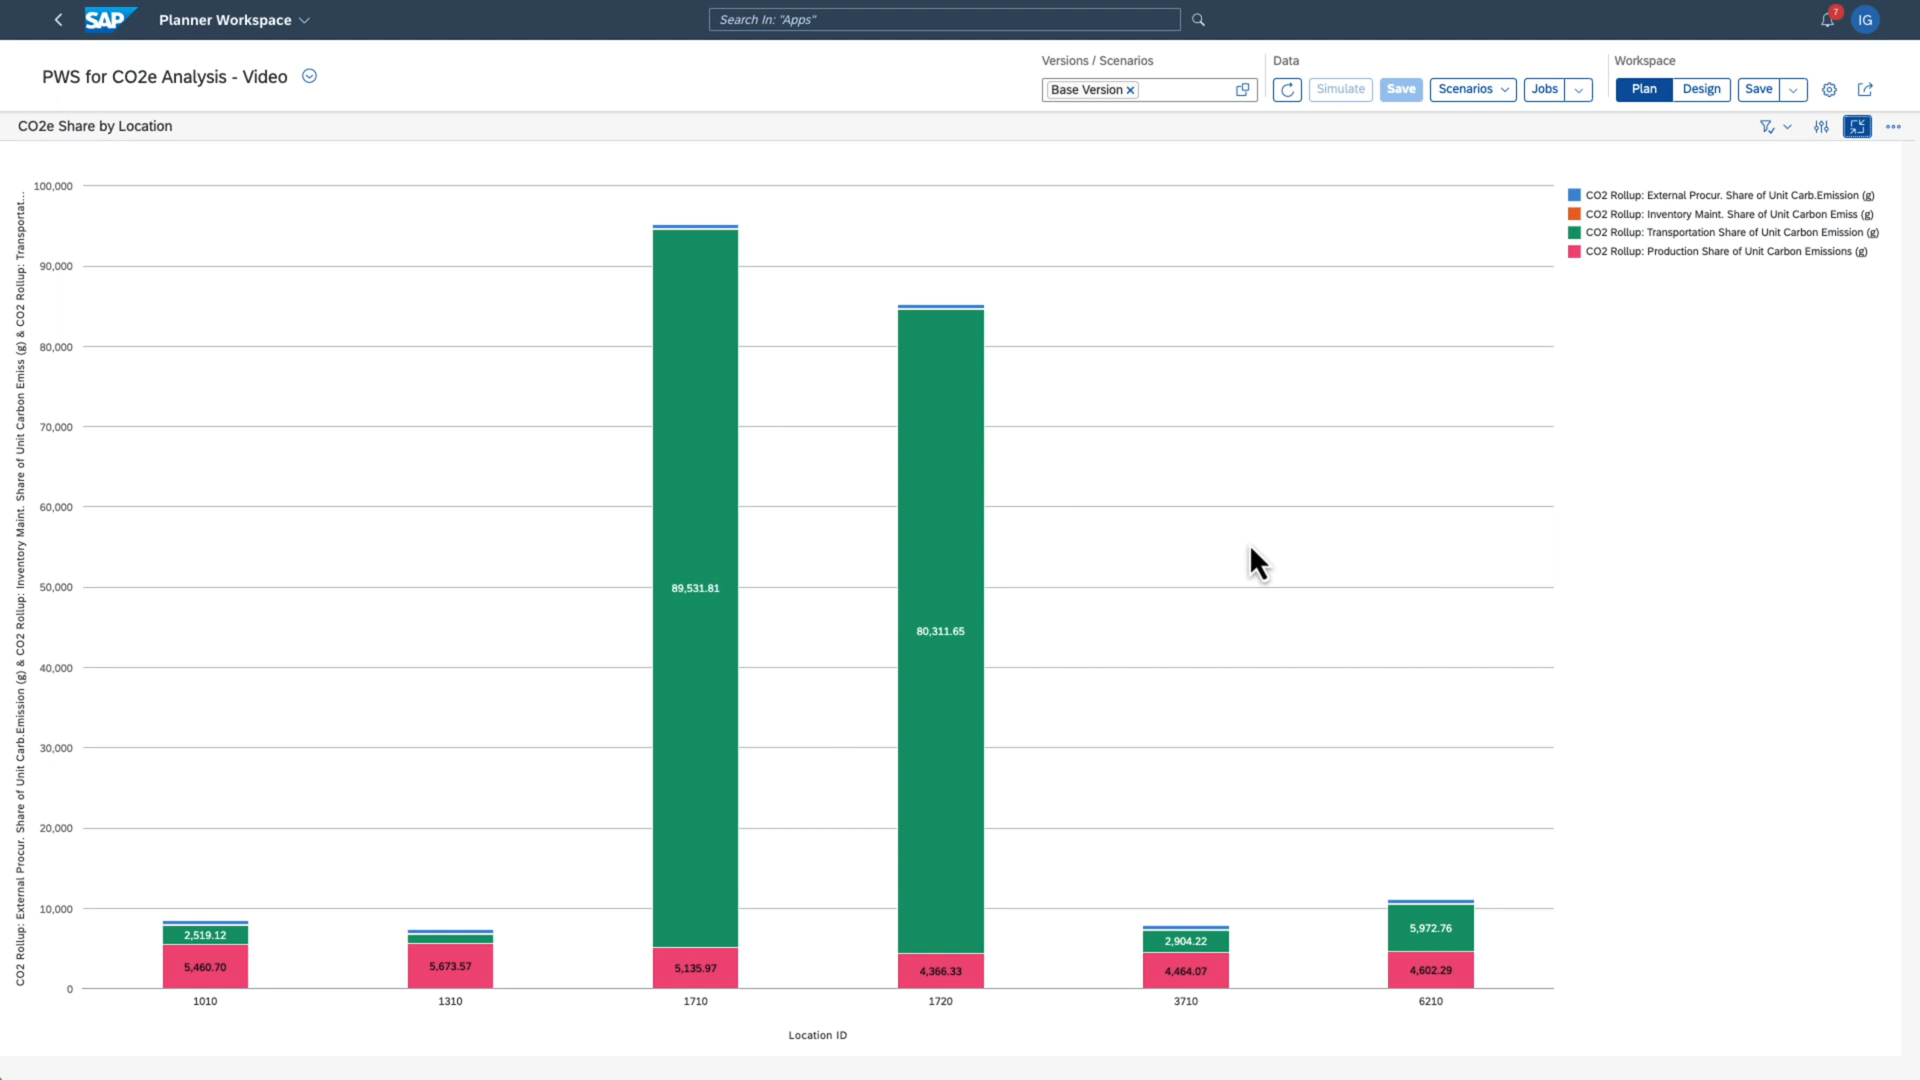 SAP Planner Workspace
Search In: "Apps"
7
IG
PWS for CO2e Analysis - Video
Versions / Scenarios
Data
Workspace
Base Version
Simulate
Save
Scenarios
Jobs
Plan
Design
Save
CO2e Share by Location
CO2 Rollup: External Procur. Share of Unit Carb.Emission (g) & CO2 Rollup: Inventory Maint. Share of Unit Carbon Emiss (g) & CO2 Rollup: Transportat...
100,000
90,000
80,000
70,000
60,000
50,000
40,000
30,000
20,000
10,000
0
CO2 Rollup: External Procur. Share of Unit Carb.Emission (g)
CO2 Rollup: Inventory Maint. Share of Unit Carbon Emiss (g)
CO2 Rollup: Transportation Share of Unit Carbon Emission (g)
CO2 Rollup: Production Share of Unit Carbon Emissions (g)
89,531.81
80,311.65
2,519.12
2,904.22
5,972.76
5,460.70
5,673.57
5,135.97
4,366.33
4,464.07
4,602.29
1010
1310
1710
1720
3710
6210
Location ID